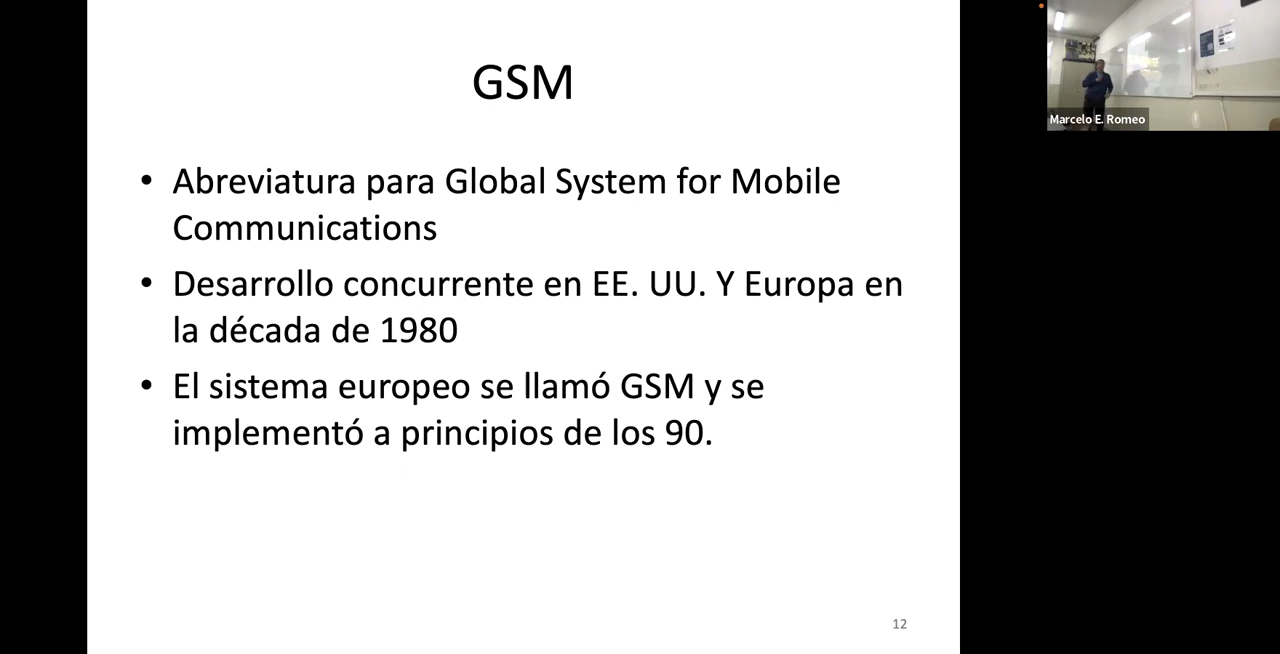 GSM
• Abreviatura para Global System for Mobile
Communications
• Desarrollo concurrente en EE. UU. Y Europa en
la década de 1980
• El sistema europeo se llamó GSM y se
implementó a principios de los 90.
12
Marcelo E. Romeo